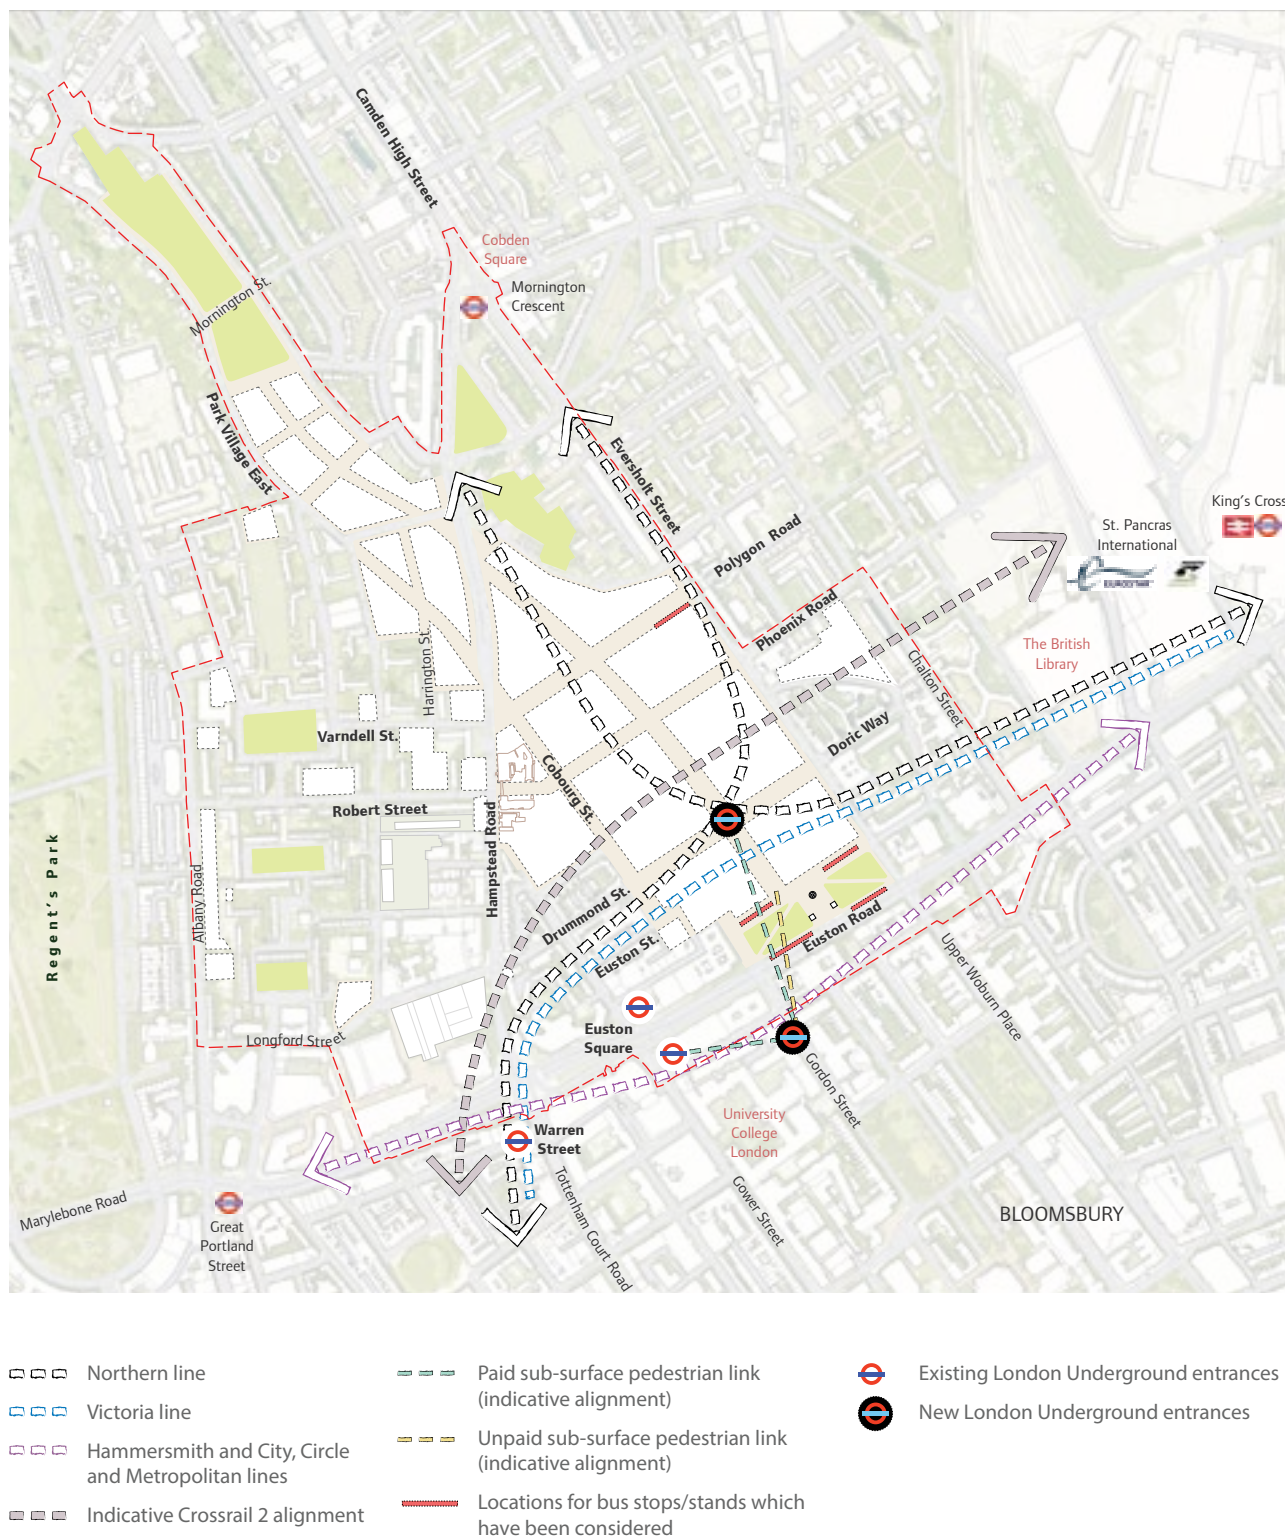 Camden High Street
Cobden
Square
Mornington
Crescent
Mornington St.
Park Village East
Eversholt Street
Polygon Road
King's Cross
St. Pancras
International
Phoenix Road
The British
Library
Chalton Street
Harrington St.
Varndell St.
Doric Way
Cobourg St.
Robert Street
Hampstead Road
Regent's Park
Albany Road
Drummond St.
Euston St.
Euston Road
Upper Woburn Place
Euston
Square
Longford Street
Gordon Street
University
College
London
Warren
Street
Tottenham Court Road
Gower Street
Marylebone Road
Great
Portland
Street
BLOOMSBURY
Northern line
Victoria line
Hammersmith and City, Circle
and Metropolitan lines
Indicative Crossrail 2 alignment
Paid sub-surface pedestrian link
(indicative alignment)
Unpaid sub-surface pedestrian link
(indicative alignment)
Locations for bus stops/stands which
have been considered
Existing London Underground entrances
New London Underground entrances